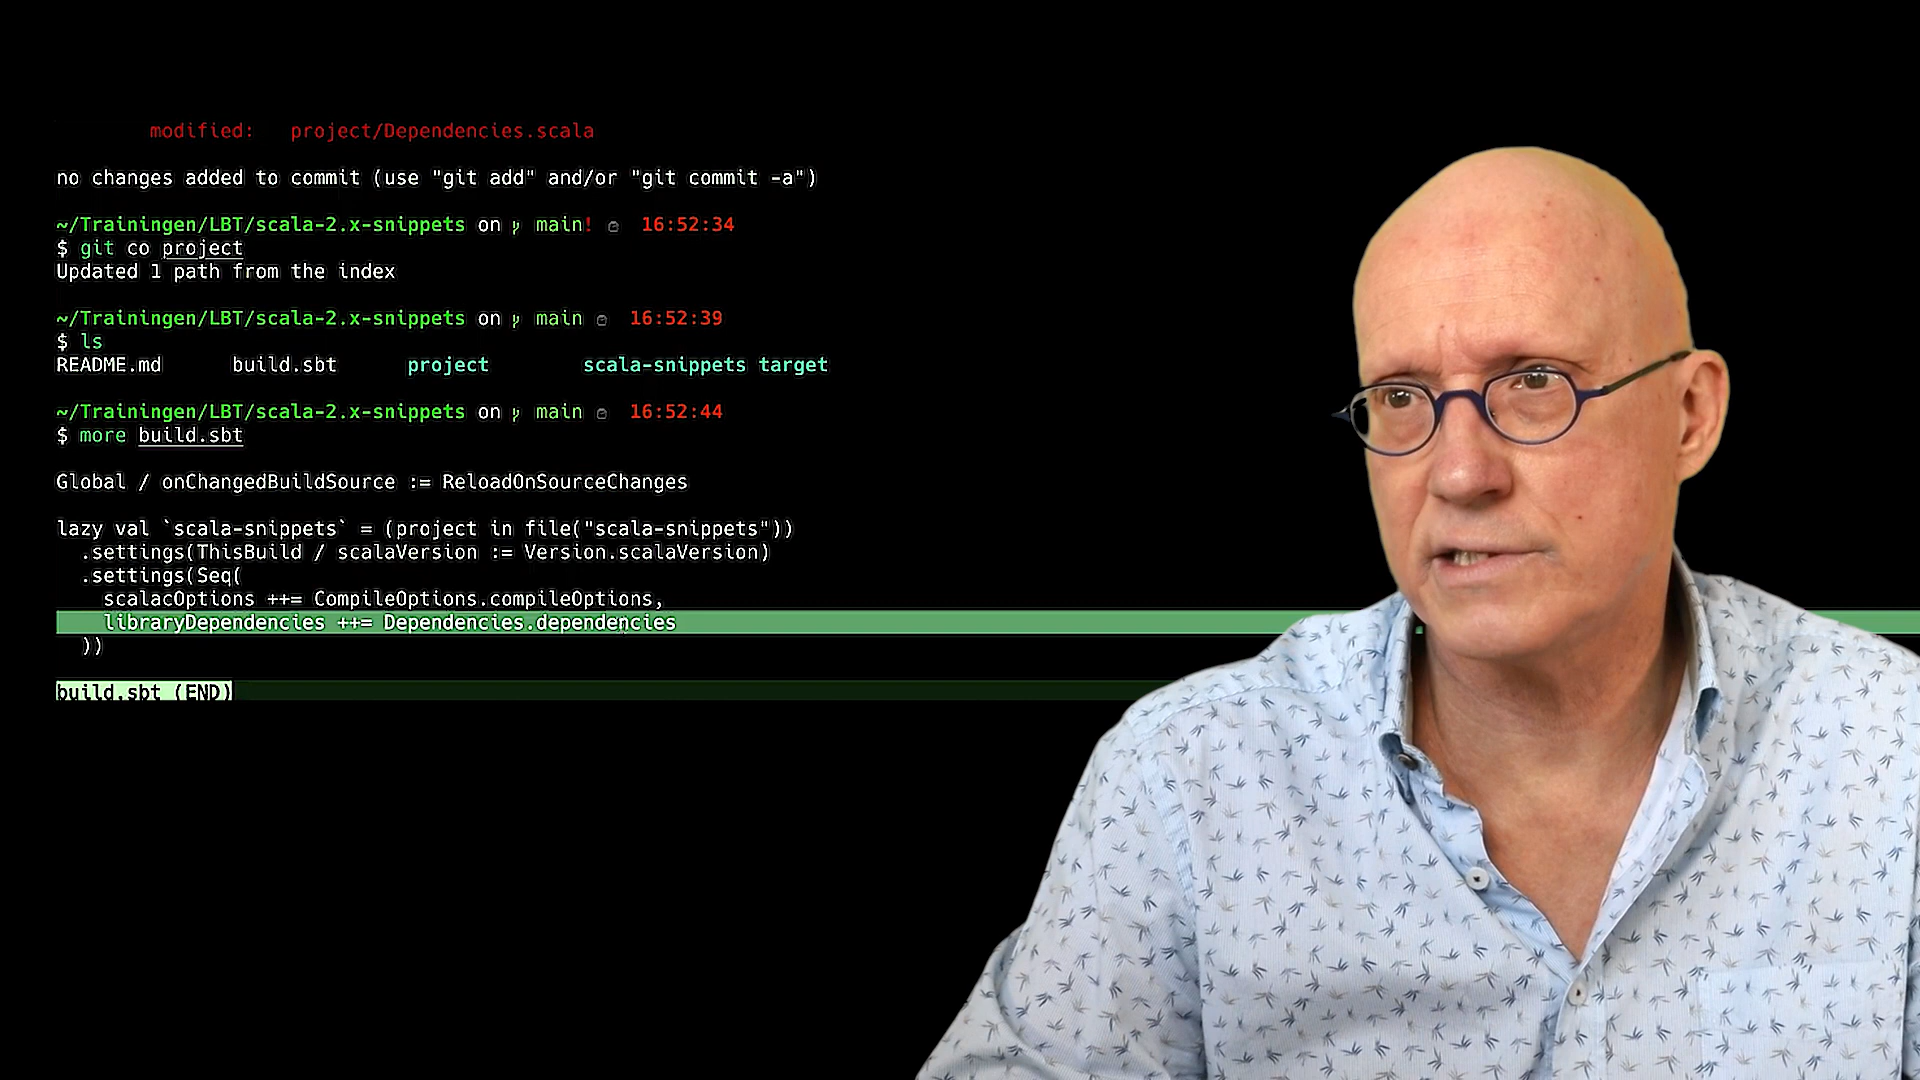 modified:   project/Dependencies.scala
no changes added to commit (use "git add" and/or "git commit -a")
~/Trainingen/LBT/scala-2.x-snippets on main! 16:52:34
$ git co project
Updated 1 path from the index
~/Trainingen/LBT/scala-2.x-snippets on main 16:52:39
$ ls
README.md      build.sbt      project        scala-snippets target
~/Trainingen/LBT/scala-2.x-snippets on main 16:52:44
$ more build.sbt
Global / onChangedBuildSource := ReloadOnSourceChanges
lazy val `scala-snippets` = (project in file("scala-snippets"))
  .settings(ThisBuild / scalaVersion := Version.scalaVersion)
  .settings(Seq(
    scalacOptions ++= CompileOptions.compileOptions,
    libraryDependencies ++= Dependencies.dependencies
  ))
build.sbt (END)